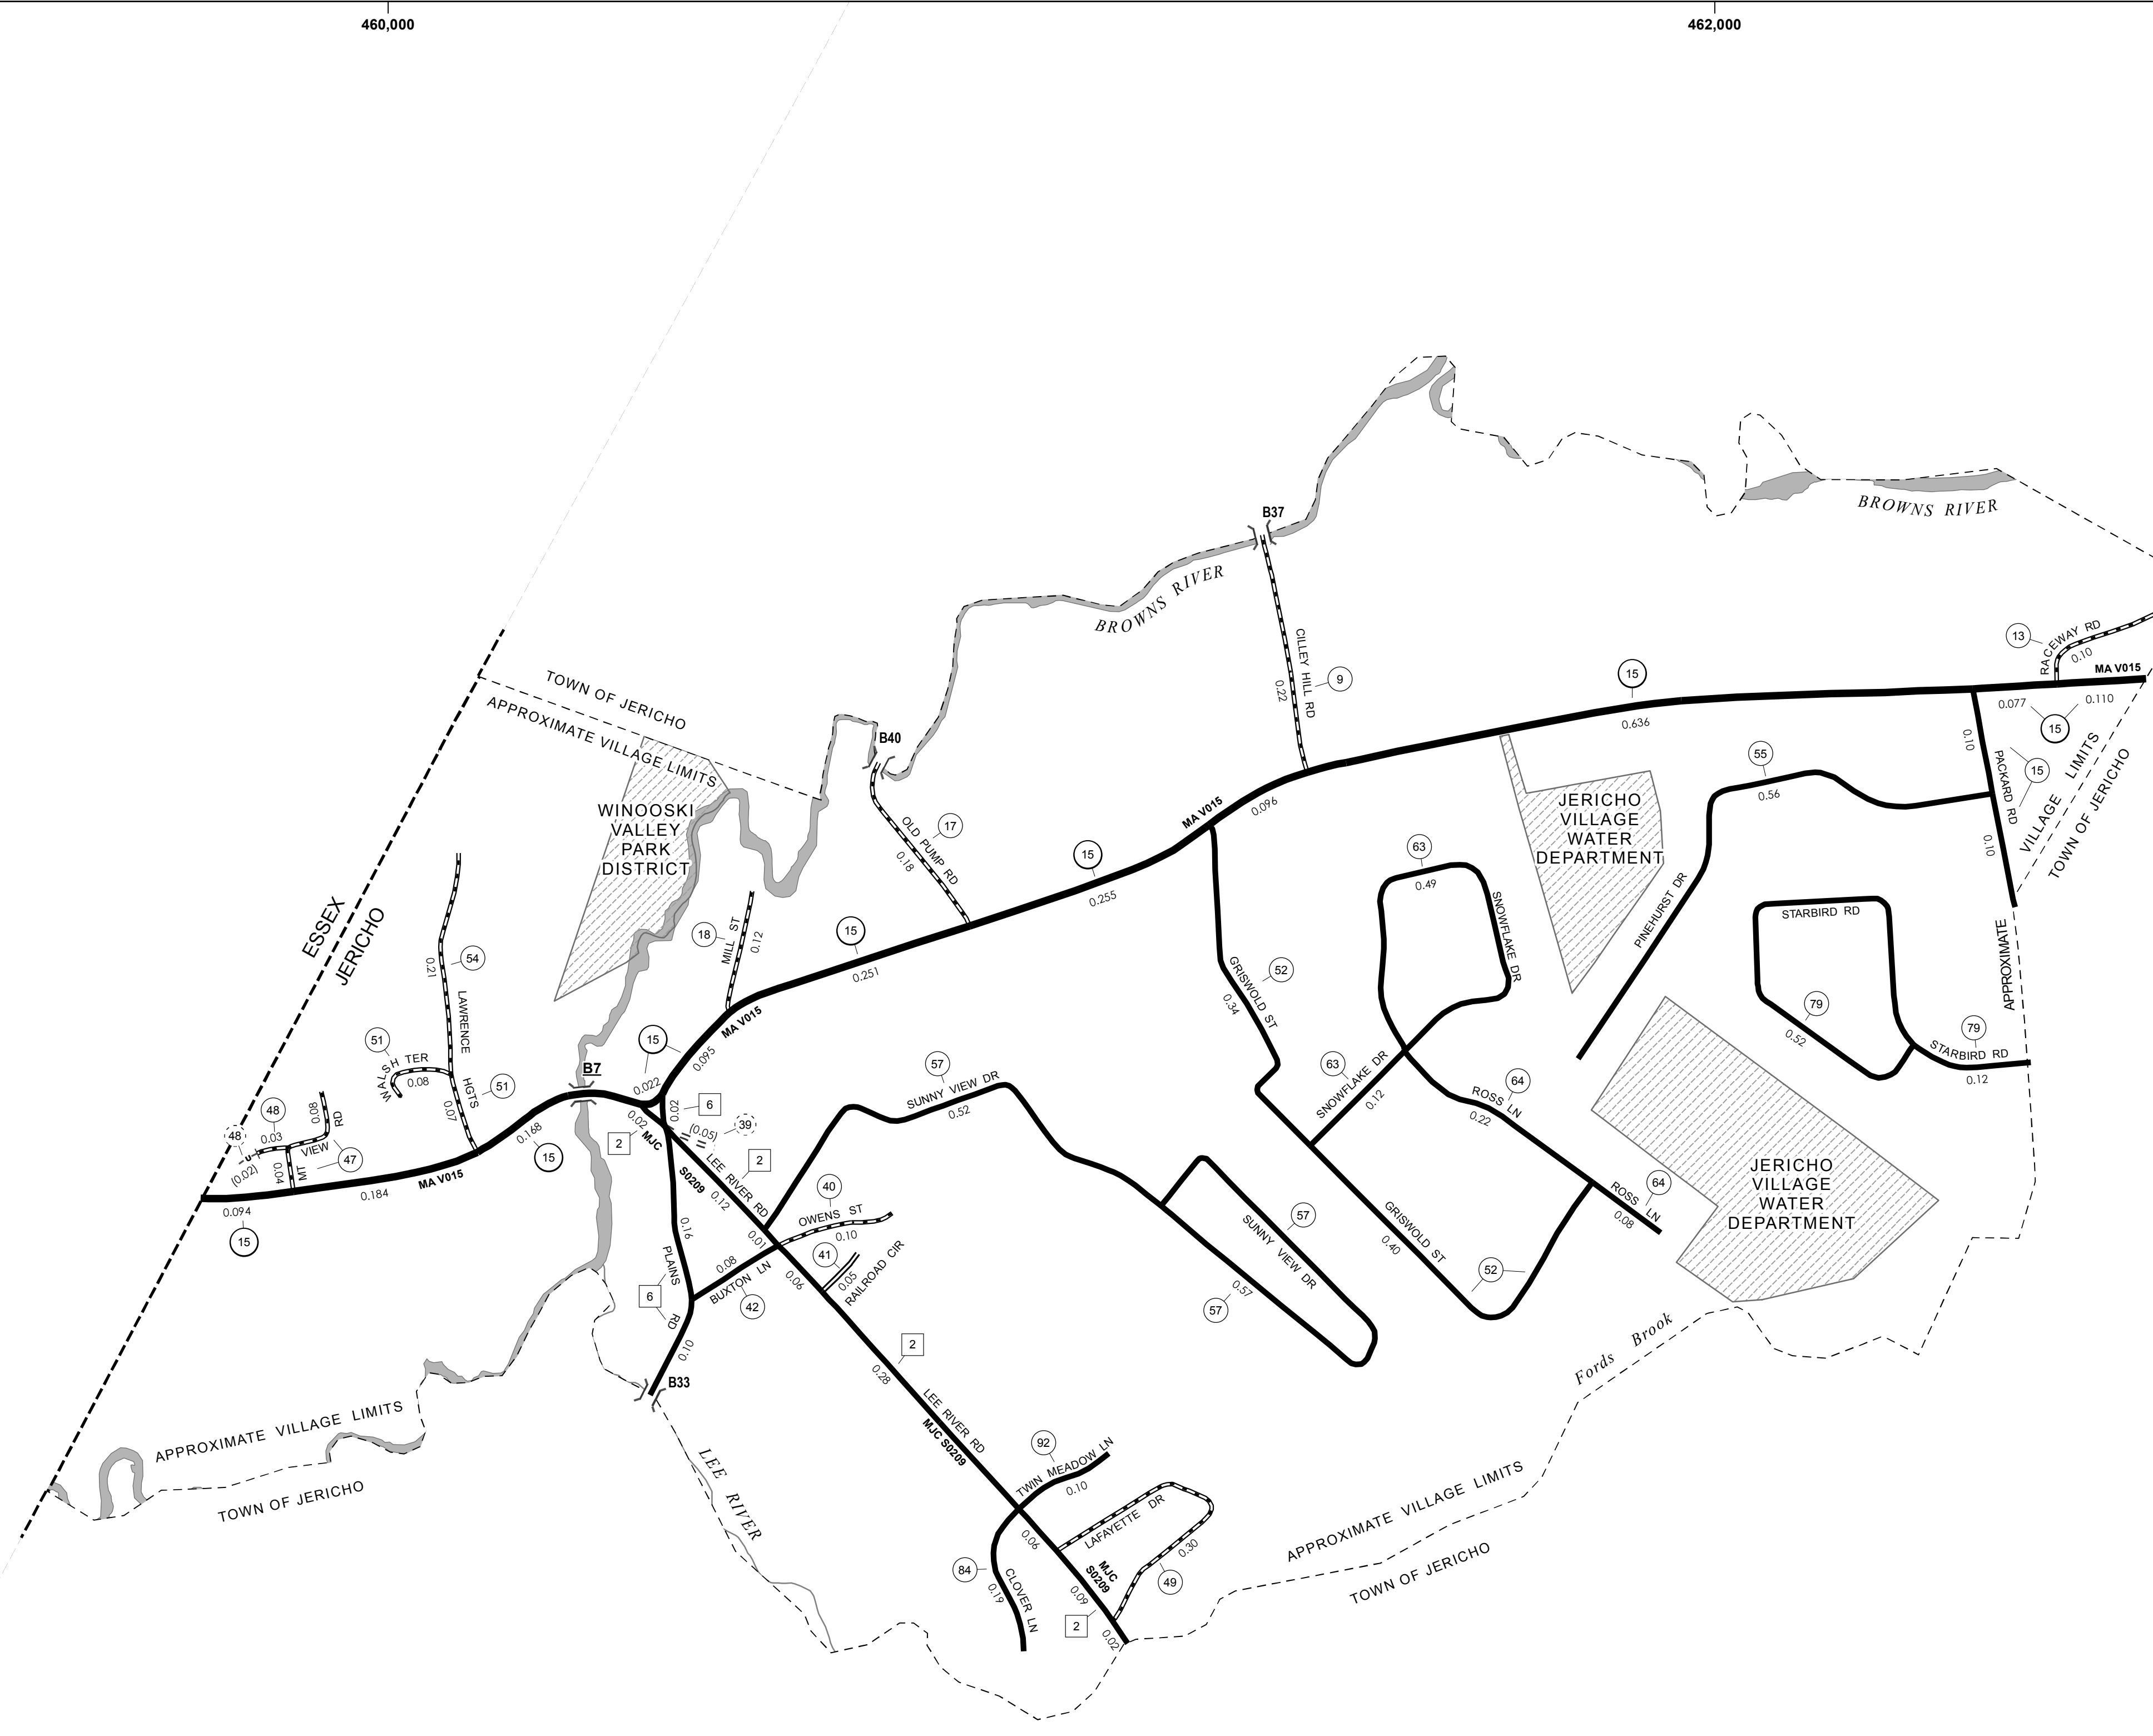 460,000
462,000
B37
BROWNS RIVER
BROWNS RIVER
CILLEY HILL RD
9
0.22
13
RACEWAY RD
0.10
MA V015
0.077
0.110
15
15
0.636
TOWN OF JERICHO
APPROXIMATE VILLAGE LIMITS
B40
WINOOSKI
VALLEY
PARK
DISTRICT
17
OLD PUMP RD
0.18
MA V015
0.096
15
0.255
15
0.251
JERICHO
VILLAGE
WATER
DEPARTMENT
55
0.56
PINEHURST DR
0.10
PACKARD RD
15
0.10
VILLAGE LIMITS
TOWN OF JERICHO
APPROXIMATE
ESSEX
JERICHO
18
MILL ST
0.12
MA V015
54
0.21
LAWRENCE
HGTS
51
0.07
51
WALSH TER
0.08
63
0.49
SNOWFLAKE DR
63
SNOWFLAKE DR
0.12
52
GRISWOLD ST
0.34
STARBIRD RD
79
0.52
79
STARBIRD RD
0.12
B7
15
0.022
0.095
0.02
6
0.02
2
MJC
(0.05)
39
S0209
LEE RIVER RD
2
0.12
57
SUNNY VIEW DR
0.52
48
48
0.03
(0.02)
0.08
RD
VIEW
MT
0.04
47
0.168
15
MA V015
0.184
0.094
15
64
ROSS LN
0.22
ROSS LN
64
0.08
JERICHO
VILLAGE
WATER
DEPARTMENT
40
OWENS ST
0.10
0.01
0.16
PLAINS
RD
6
0.10
0.08
BUXTON LN
42
0.06
41
0.05
RAILROAD CIR
57
SUNNY VIEW DR
0.57
57
GRISWOLD ST
0.40
52
B33
2
0.28
LEE RIVER RD
MJC S0209
Fords Brook
APPROXIMATE VILLAGE LIMITS
TOWN OF JERICHO
LEE RIVER
92
TWIN MEADOW LN
0.10
0.06
LAFAYETTE DR
0.30
49
MJC
S0209
0.09
2
0.02
84
CLOVER LN
0.19
APPROXIMATE VILLAGE LIMITS
TOWN OF JERICHO